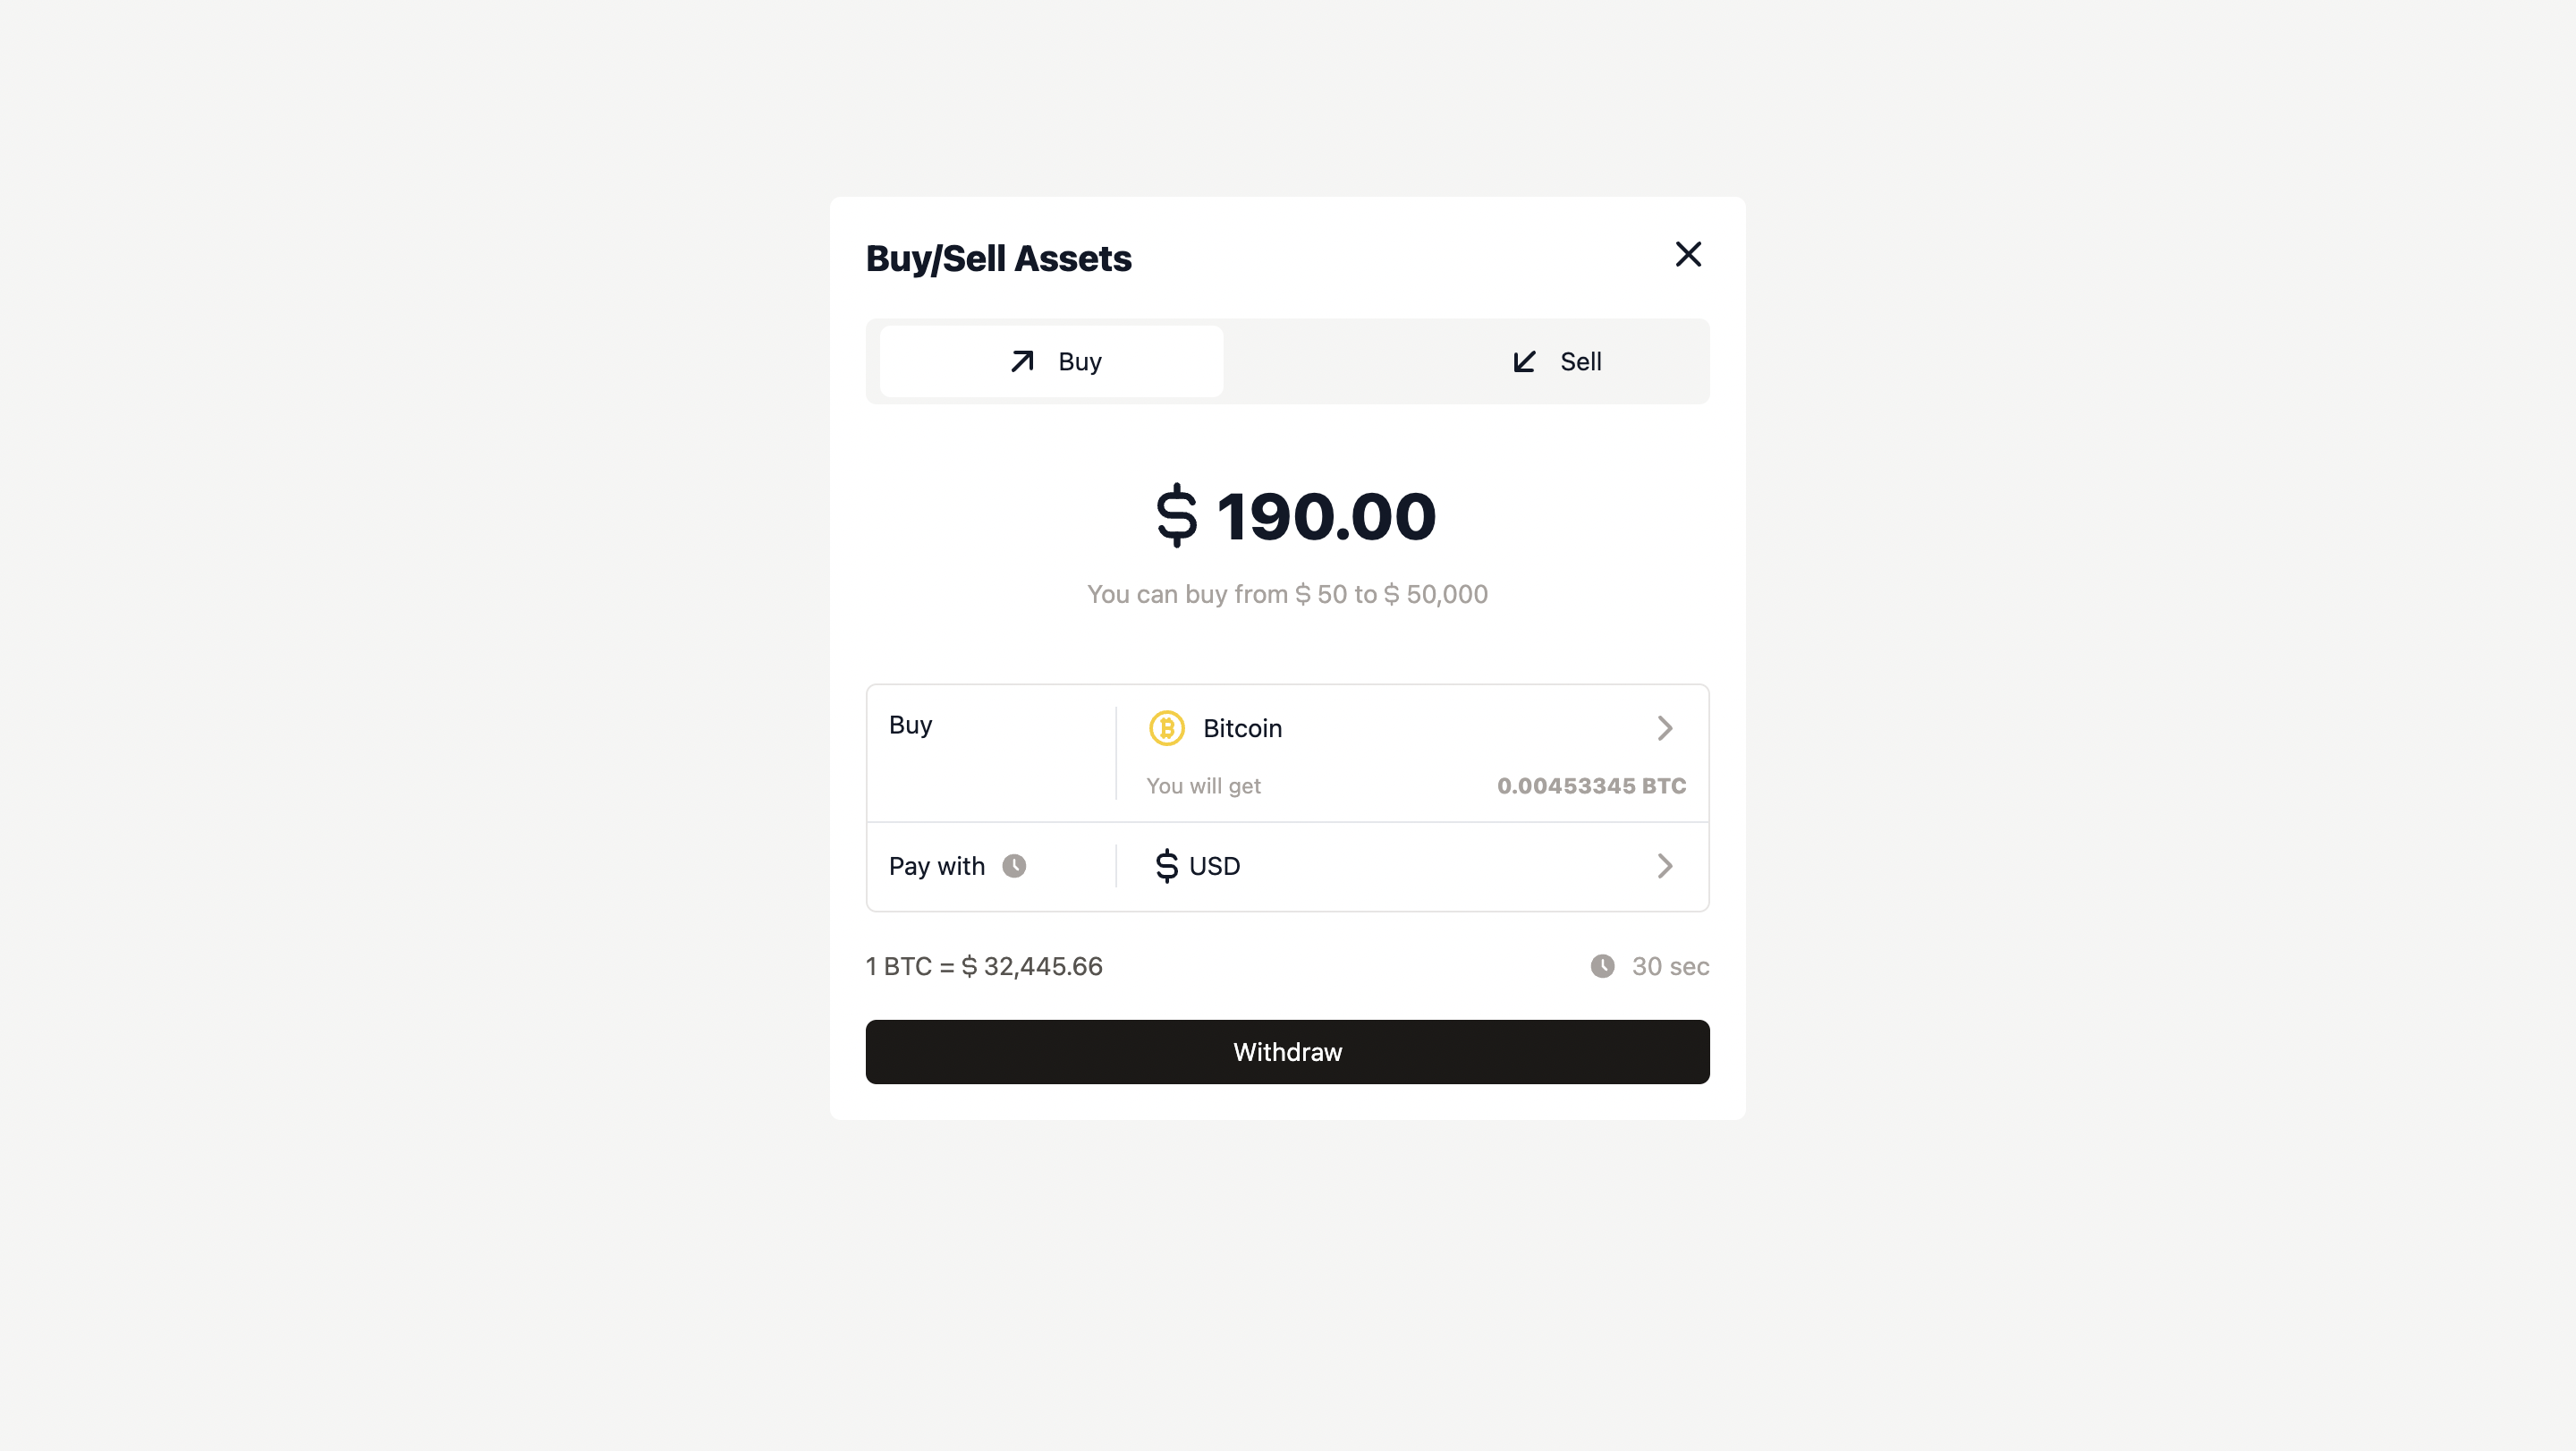 Buy/Sell Assets
Buy
Sell
$ 190.00
You can buy from $ 50 to $ 50,000
Buy
Bitcoin
You will get
0.00453345 BTC
Pay with
$ USD
1 BTC = $ 32,445.66
30 sec
Withdraw